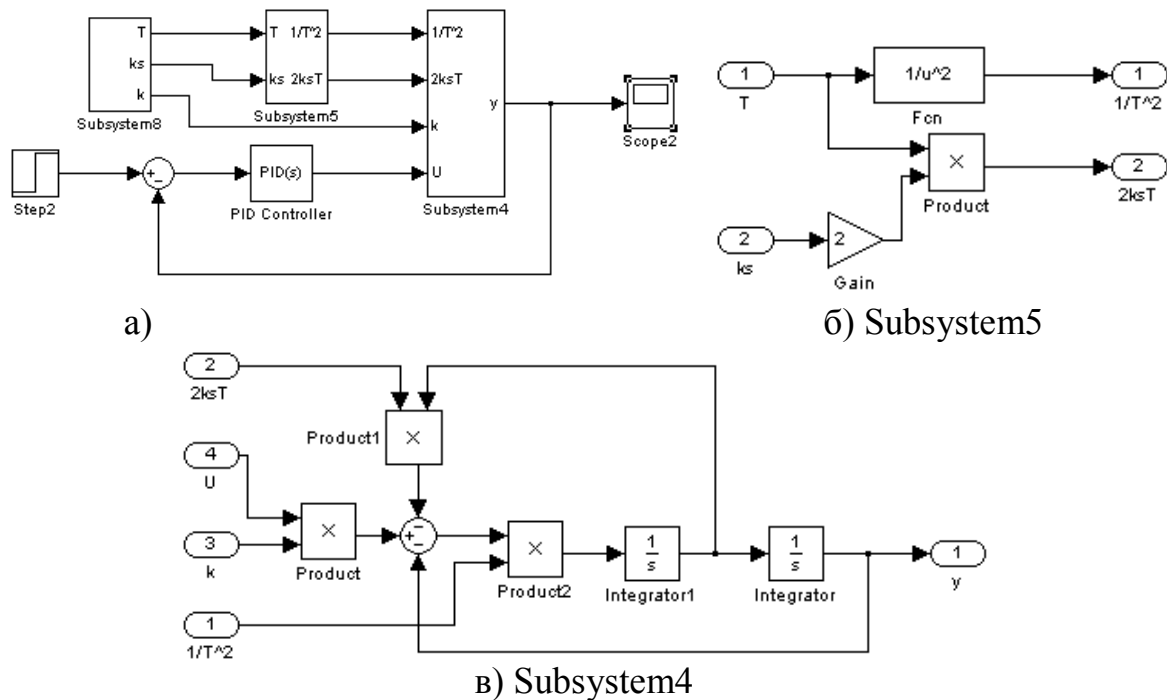 T
ks
k
Subsystem8
T 1/T^2
ks 2ksT
Subsystem5
1/T^2
2ksT
k
U
y
Subsystem4
Scope2
Step2
+
−
PID(s)
PID Controller
а)
1
T
1/u^2
Fcn
1
1/T^2
×
Product
2
2ksT
2
ks
2
Gain
б) Subsystem5
2
2ksT
Product1 ×
4
U
3
k
×
Product
+
−
−
×
Product2
1
s
Integrator1
1
s
Integrator
1
y
1
1/T^2
в) Subsystem4